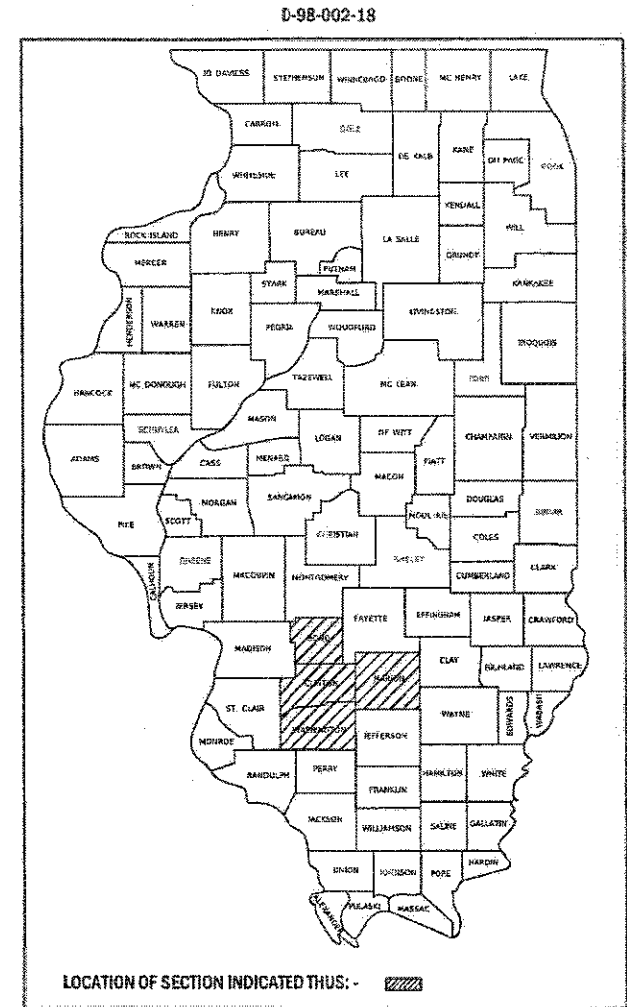 D-98-002-18
JO DAVIESS STEPHENSON WINNEBAGO BOONE MC HENRY LAKE
CARROLL OGLE
DE KALB KANE DU PAGE COOK
WHITESIDE LEE
KENDALL
ROCK ISLAND HENRY BUREAU LA SALLE WILL
GRUNDY
MERCER PUTNAM
STARK KANKAKEE
MARSHALL
HENDERSON WARREN KNOX LIVINGSTON
PEORIA WOODFORD IROQUOIS
FORD
TAZEWELL
HANCOCK MC DONOUGH FULTON MC LEAN
MASON
SCHUYLER LOGAN DE WITT CHAMPAIGN VERMILION
ADAMS BROWN CASS MENARD PIATT
MACON
MORGAN SANGAMON DOUGLAS
PIKE SCOTT MOULTRIE EDGAR
CHRISTIAN COLES
GREENE SHELBY
CALHOUN MACOUPIN MONTGOMERY CUMBERLAND CLARK
JERSEY
FAYETTE EFFINGHAM JASPER CRAWFORD
MADISON BOND
CLAY RICHLAND LAWRENCE
CLINTON MARION
ST. CLAIR WAYNE EDWARDS WABASH
WASHINGTON JEFFERSON
MONROE
RANDOLPH PERRY HAMILTON WHITE
FRANKLIN
JACKSON WILLIAMSON SALINE GALLATIN
UNION JOHNSON POPE HARDIN
ALEXANDER PULASKI MASSAC
LOCATION OF SECTION INDICATED THUS: -